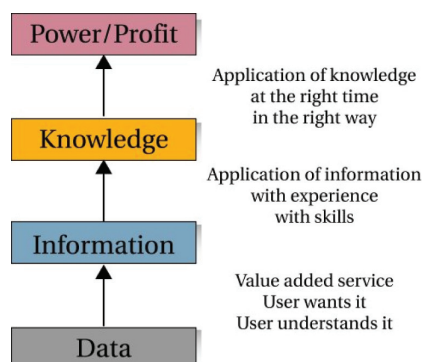 Power/Profit
Application of knowledge
at the right time
in the right way
Knowledge
Application of information
with experience
with skills
Information
Value added service
User wants it
User understands it
Data